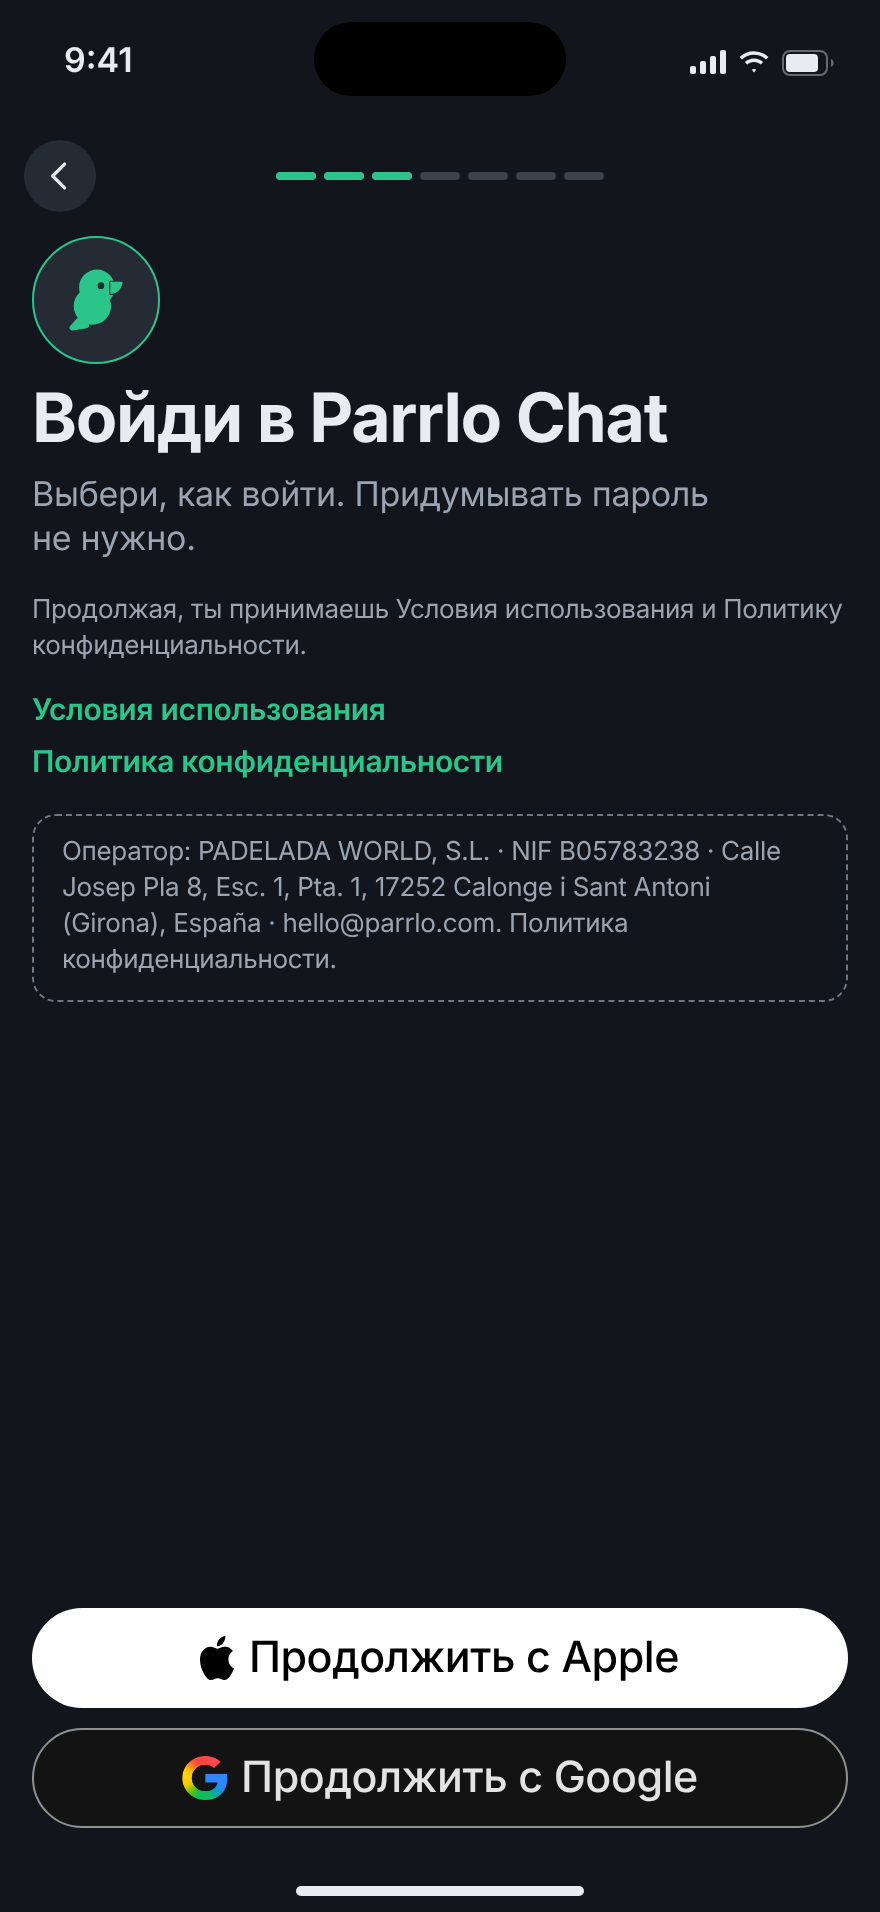 9:41
Войди в Parrlo Chat
Выбери, как войти. Придумывать пароль
не нужно.
Продолжая, ты принимаешь Условия использования и Политику
конфиденциальности.
Условия использования
Политика конфиденциальности
Оператор: PADELADA WORLD, S.L. · NIF B05783238 · Calle
Josep Pla 8, Esc. 1, Pta. 1, 17252 Calonge i Sant Antoni
(Girona), España · hello@parrlo.com. Политика
конфиденциальности.
Продолжить с Apple
Продолжить с Google